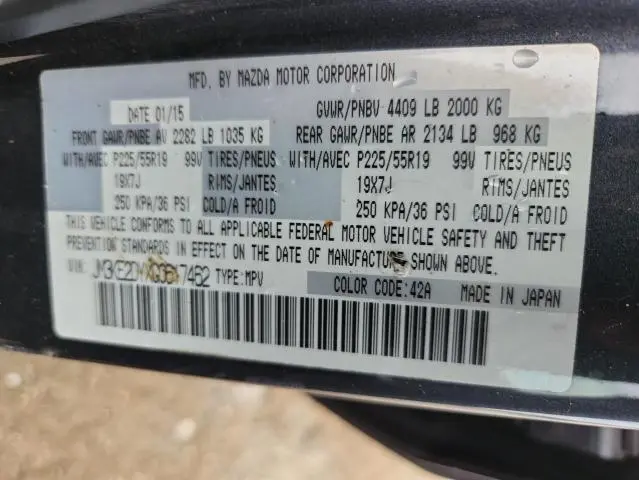 MFD. BY MAZDA MOTOR CORPORATION
DATE 01/15 GVWR/PNBV 4409 LB 2000 KG
FRONT GAWR/PNBE AV 2282 LB 1035 KG REAR GAWR/PNBE AR 2134 LB 968 KG
WITH/AVEC P225/55R19 99V TIRES/PNEUS WITH/AVEC P225/55R19 99V TIRES/PNEUS
19X7J RIMS/JANTES 19X7J RIMS/JANTES
250 KPA/36 PSI COLD/A FROID 250 KPA/36 PSI COLD/A FROID
THIS VEHICLE CONFORMS TO ALL APPLICABLE FEDERAL MOTOR VEHICLE SAFETY AND THEFT
PREVENTION STANDARDS IN EFFECT ON THE DATE OF MANUFACTURE SHOWN ABOVE.
VIN: TYPE: MPV COLOR CODE: 42A MADE IN JAPAN